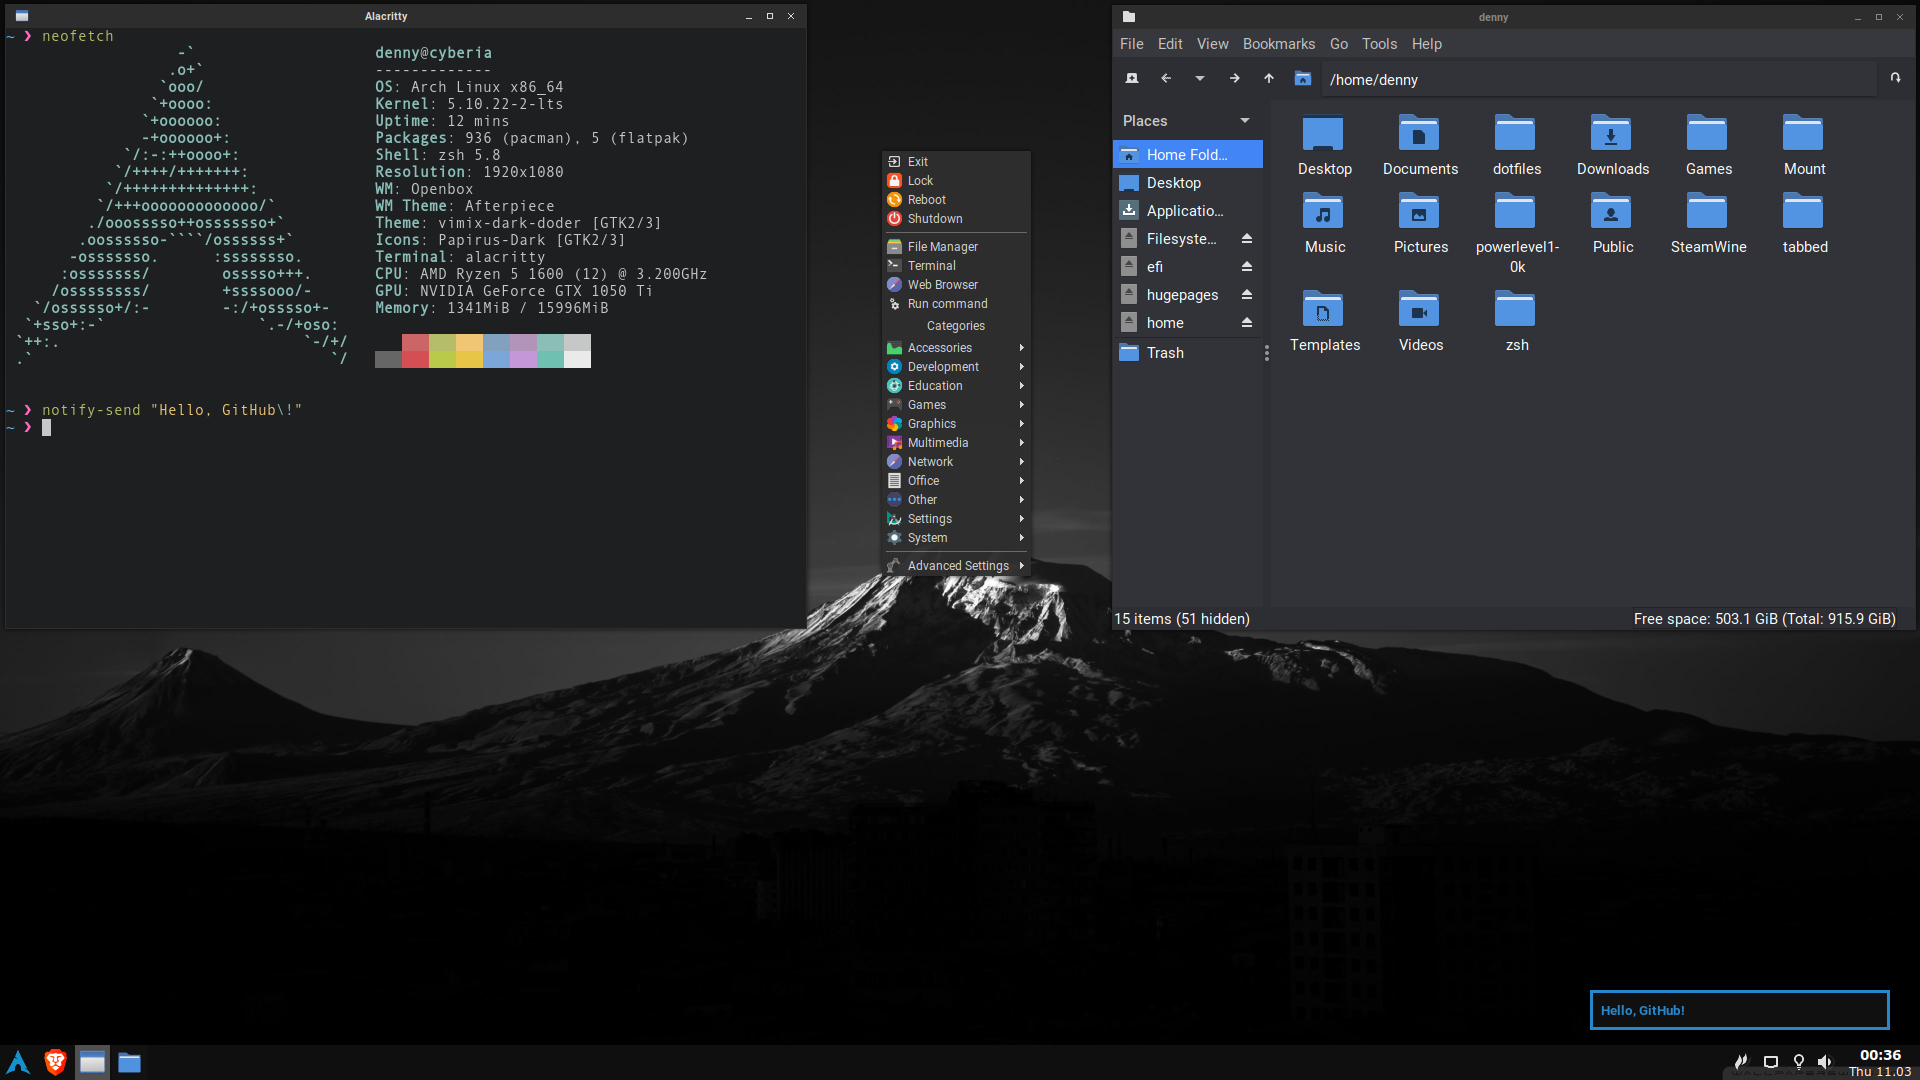 Alacritty
~ ❯ neofetch
-`
.o+`
`ooo/
`+oooo:
`+oooooo:
-+oooooo+:
`/:-:++oooo+:
`/++++/+++++++:
`/++++++++++++++:
`/+++ooooooooooooo/`
./ooosssso++osssssso+`
.oossssso-````/ossssss+`
-osssssso. :ssssssso.
:osssssss/ osssso+++.
/ossssssss/ +ssssooo/-
`/ossssso+/:- -:/+osssso+-
`+sso+:-` `.-/+oso:
`++:. `-/+/
.` `/
denny@cyberia
-------------
OS: Arch Linux x86_64
Kernel: 5.10.22-2-lts
Uptime: 12 mins
Packages: 936 (pacman), 5 (flatpak)
Shell: zsh 5.8
Resolution: 1920x1080
WM: Openbox
WM Theme: Afterpiece
Theme: vimix-dark-doder [GTK2/3]
Icons: Papirus-Dark [GTK2/3]
Terminal: alacritty
CPU: AMD Ryzen 5 1600 (12) @ 3.200GHz
GPU: NVIDIA GeForce GTX 1050 Ti
Memory: 1341MiB / 15996MiB
~ ❯ notify-send "Hello, GitHub\!"
~ ❯
Exit
Lock
Reboot
Shutdown
File Manager
Terminal
Web Browser
Run command
Categories
Accessories
Development
Education
Games
Graphics
Multimedia
Network
Office
Other
Settings
System
Advanced Settings
denny
File Edit View Bookmarks Go Tools Help
/home/denny
Places
Home Fold...
Desktop
Applicatio...
Filesyste...
efi
hugepages
home
Trash
Desktop Documents dotfiles Downloads Games Mount
Music Pictures powerlevel1-
0k Public SteamWine tabbed
Templates Videos zsh
15 items (51 hidden) Free space: 503.1 GiB (Total: 915.9 GiB)
Hello, GitHub!
00:36
Thu 11.03